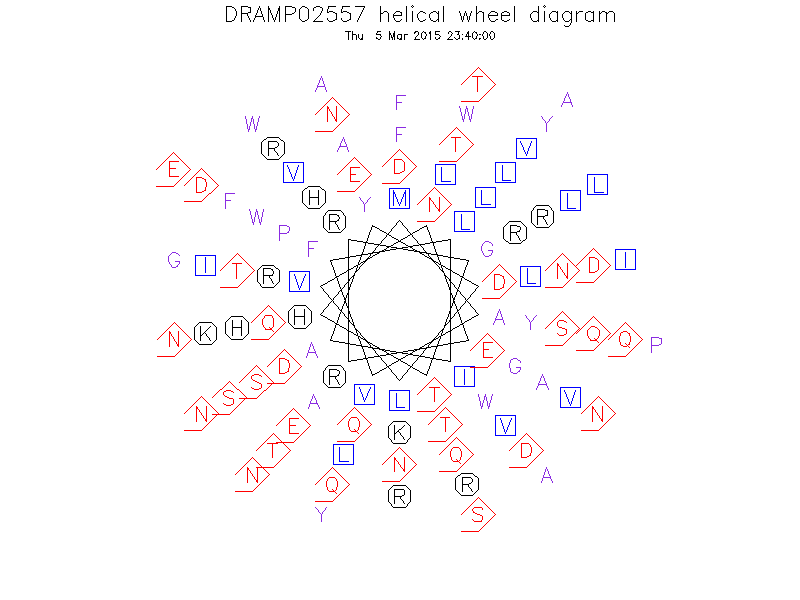 DRAMP02557 helical wheel diagram
Thu 5 Mar 2015 23:40:00
A T
F A
N W
W Y
F
R A T V
E V E D L L
D L
F H Y M N L L
W R L R
P R
F G
G I T D I
R V D L N
H Q A Y
K H S Q
N Q P
A E
D G
R I
S A
S V L T V
A W
N N
E Q K T V
T L Q D
N N A
Q R R
Y S